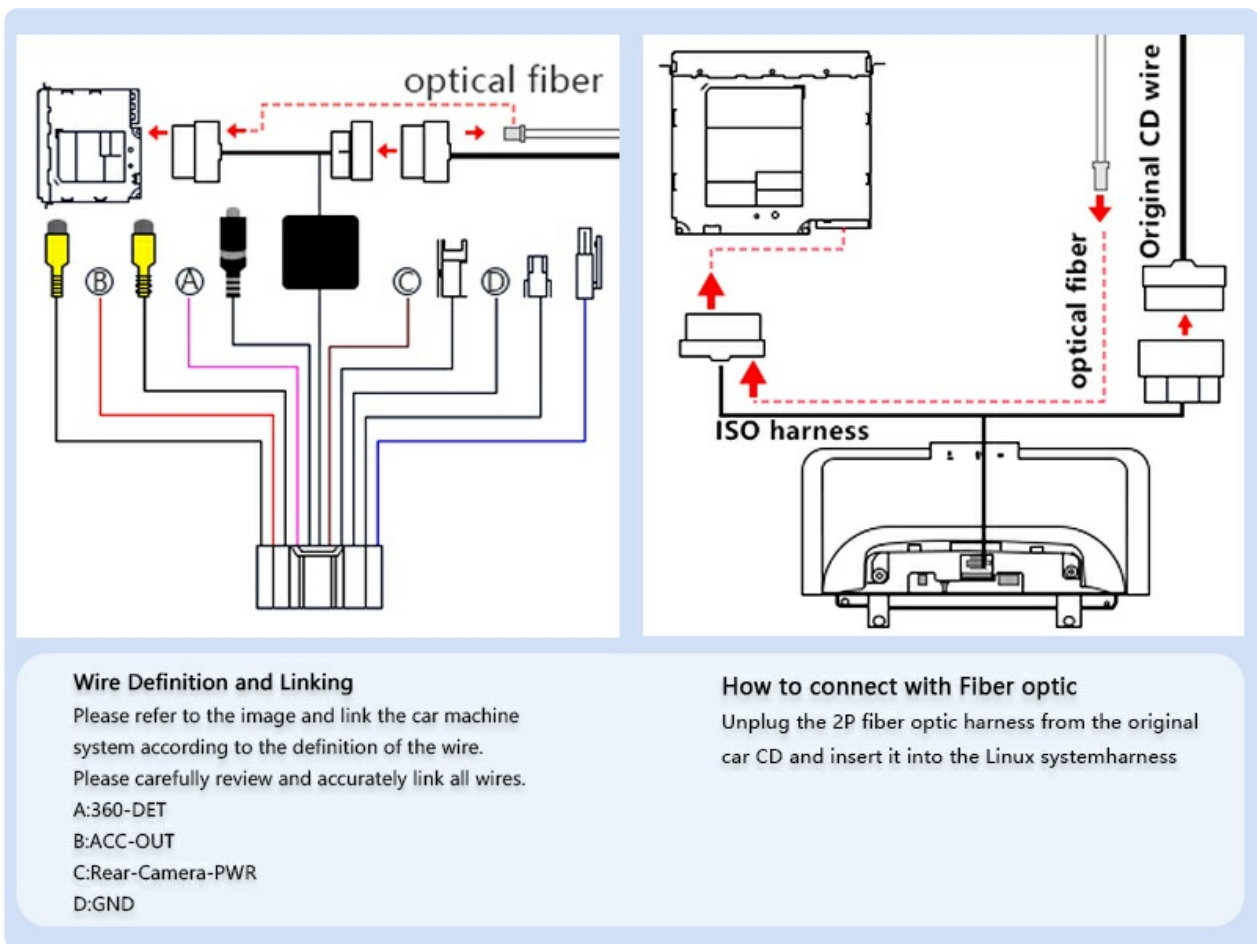 optical fiber
B
A
C
D
Original CD wire
optical fiber
ISO harness
Wire Definition and Linking
Please refer to the image and link the car machine
system according to the definition of the wire.
Please carefully review and accurately link all wires.
A:360-DET
B:ACC-OUT
C:Rear-Camera-PWR
D:GND
How to connect with Fiber optic
Unplug the 2P fiber optic harness from the original
car CD and insert it into the Linux systemharness